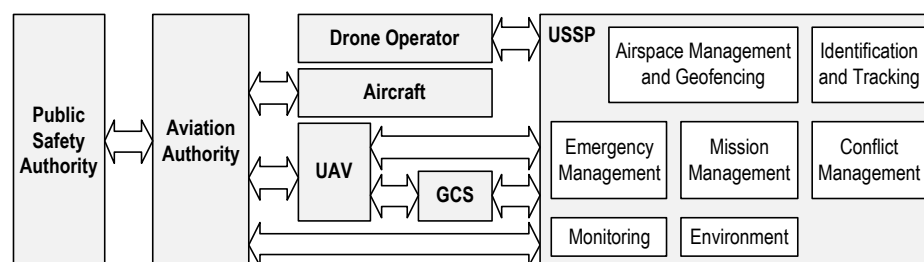 Public
Safety
Authority
Aviation
Authority
Drone Operator
Aircraft
UAV
GCS
USSP
Airspace Management
and Geofencing
Identification
and Tracking
Emergency
Management
Mission
Management
Conflict
Management
Monitoring
Environment